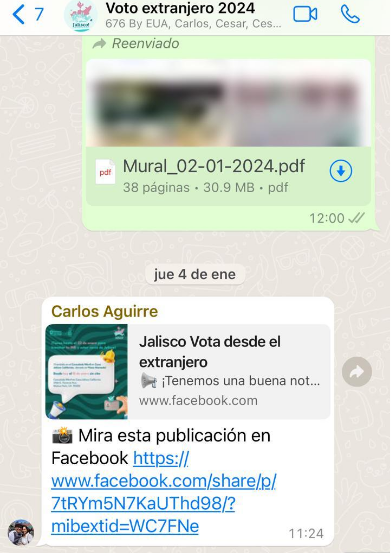 7
Voto extranjero 2024
676 By EUA, Carlos, Cesar, Ces...
Jalisco
Reenviado
pdf
Mural_02-01-2024.pdf
38 páginas • 30.9 MB • pdf
12:00
jue 4 de ene
Carlos Aguirre
Jalisco Vota desde el
extranjero
¡Tenemos una buena not...
www.facebook.com
Mira esta publicación en
Facebook https://
www.facebook.com/share/p/
7tRYm5N7KaUThd98/?
mibextid=WC7FNe
11:24